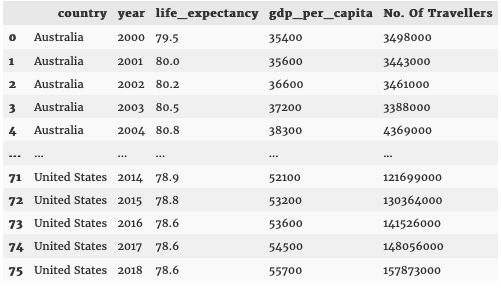 country year life_expectancy gdp_per_capita No. Of Travellers
0 Australia 2000 79.5 35400 3498000
1 Australia 2001 80.0 35600 3443000
2 Australia 2002 80.2 36600 3461000
3 Australia 2003 80.5 37200 3388000
4 Australia 2004 80.8 38300 4369000
... ... ... ... ... ...
71 United States 2014 78.9 52100 121699000
72 United States 2015 78.8 53200 130364000
73 United States 2016 78.6 53600 141526000
74 United States 2017 78.6 54500 148056000
75 United States 2018 78.6 55700 157873000